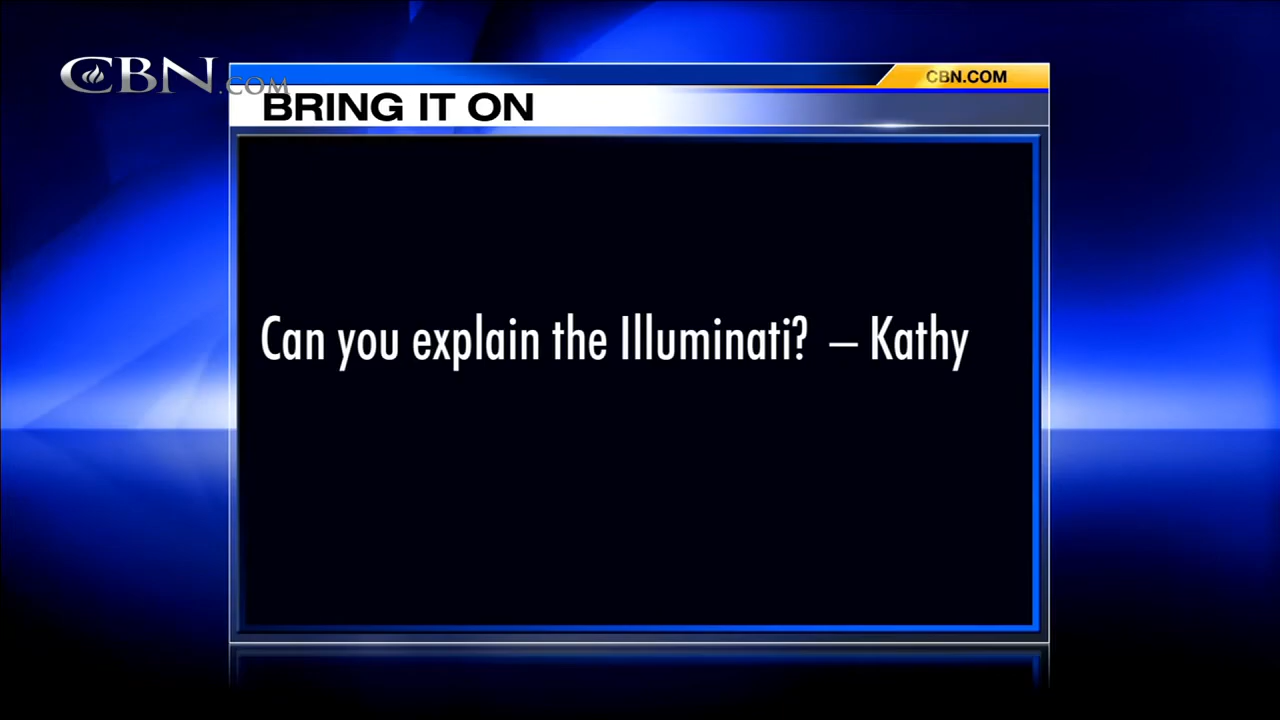 CBN.COM
CBN.COM
BRING IT ON
Can you explain the Illuminati? – Kathy